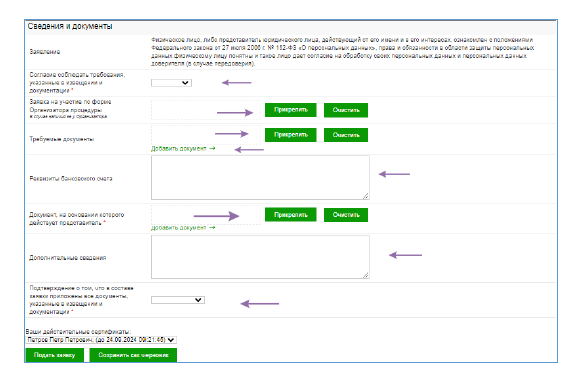 Сведения и документы
Физическое лицо, либо представитель юридического лица, действующий от его имени и в его интересах, ознакомлен с положениями
Заявление
Федерального закона от 27 июля 2006 г. № 152-ФЗ «О персональных данных», права и обязанности в области защиты персональных
данных физическому лицу понятны и такое лицо дает согласие на обработку своих персональных данных и персональных данных
доверителя (в случае передоверия).
Согласие соблюдать требования,
указанные в извещении и
документации *
Заявка на участие по форме
Организатора процедуры
Прикрепить Очистить
В случае наличия ее у Организатора
Требуемые документы
Прикрепить Очистить
Добавить документ →
Реквизиты банковского счета
Документ, на основании которого
действует представитель *
Прикрепить Очистить
Добавить документ →
Дополнительные сведения
Подтверждение о том, что в составе
заявки приложены все документы,
указанные в извещении и
документации *
Ваши действительные сертификаты:
Петров Петр Петрович, (до 24.09.2024 09:21:45)
Подать заявку Сохранить как черновик